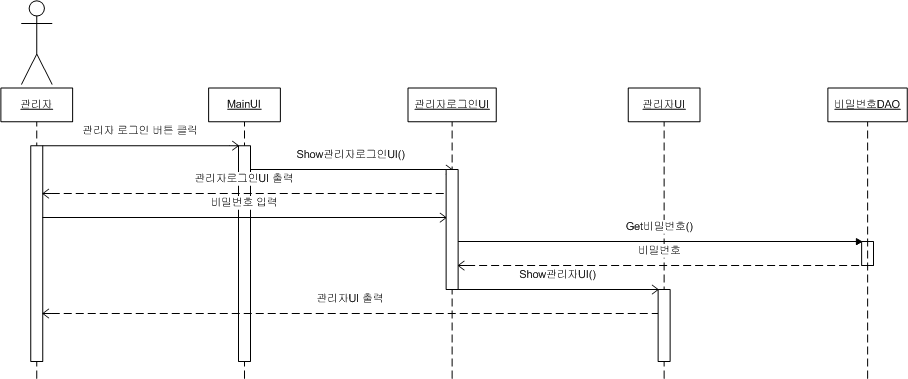 관리자
MainUI
관리자로그인UI
관리자UI
비밀번호DAO
관리자 로그인 버튼 클릭
Show관리자로그인UI()
관리자로그인UI 출력
비밀번호 입력
Get비밀번호()
비밀번호
Show관리자UI()
관리자UI 출력